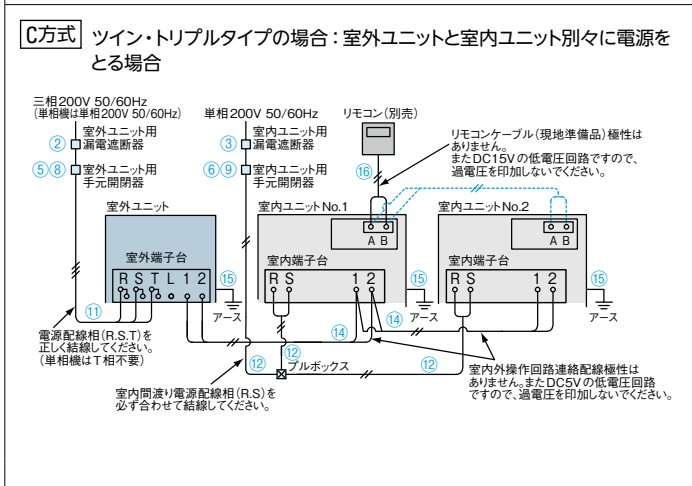 C方式 ツイン・トリプルタイプの場合：室外ユニットと室内ユニット別々に電源を
とる場合
三相200V 50/60Hz
（単相機は単相200V 50/60Hz）
② 室外ユニット用
漏電遮断器
⑤⑧ 室外ユニット用
手元開閉器
単相200V 50/60Hz
③ 室内ユニット用
漏電遮断器
⑥⑨ 室内ユニット用
手元開閉器
リモコン（別売）
⑯
リモコンケーブル（現地準備品）極性は
ありません。
またDC15Vの低電圧回路ですので、
過電圧を印加しないでください。
室外ユニット
室外端子台
R S T L 1 2
⑮
アース
⑪
室内ユニットNo.1
A B
室内端子台
R S 1 2
⑮
アース
室内ユニットNo.2
A B
室内端子台
R S 1 2
⑮
アース
⑭
⑭
電源配線相（R.S.T）を
正しく結線してください。
（単相機はT相不要）
⑫
⑫
プルボックス
⑫
室内間渡り電源配線相（R.S）を
必ず合わせて結線してください。
室内外操作回路連絡配線極性は
ありません。またDC5Vの低電圧回路
ですので、過電圧を印加しないでください。